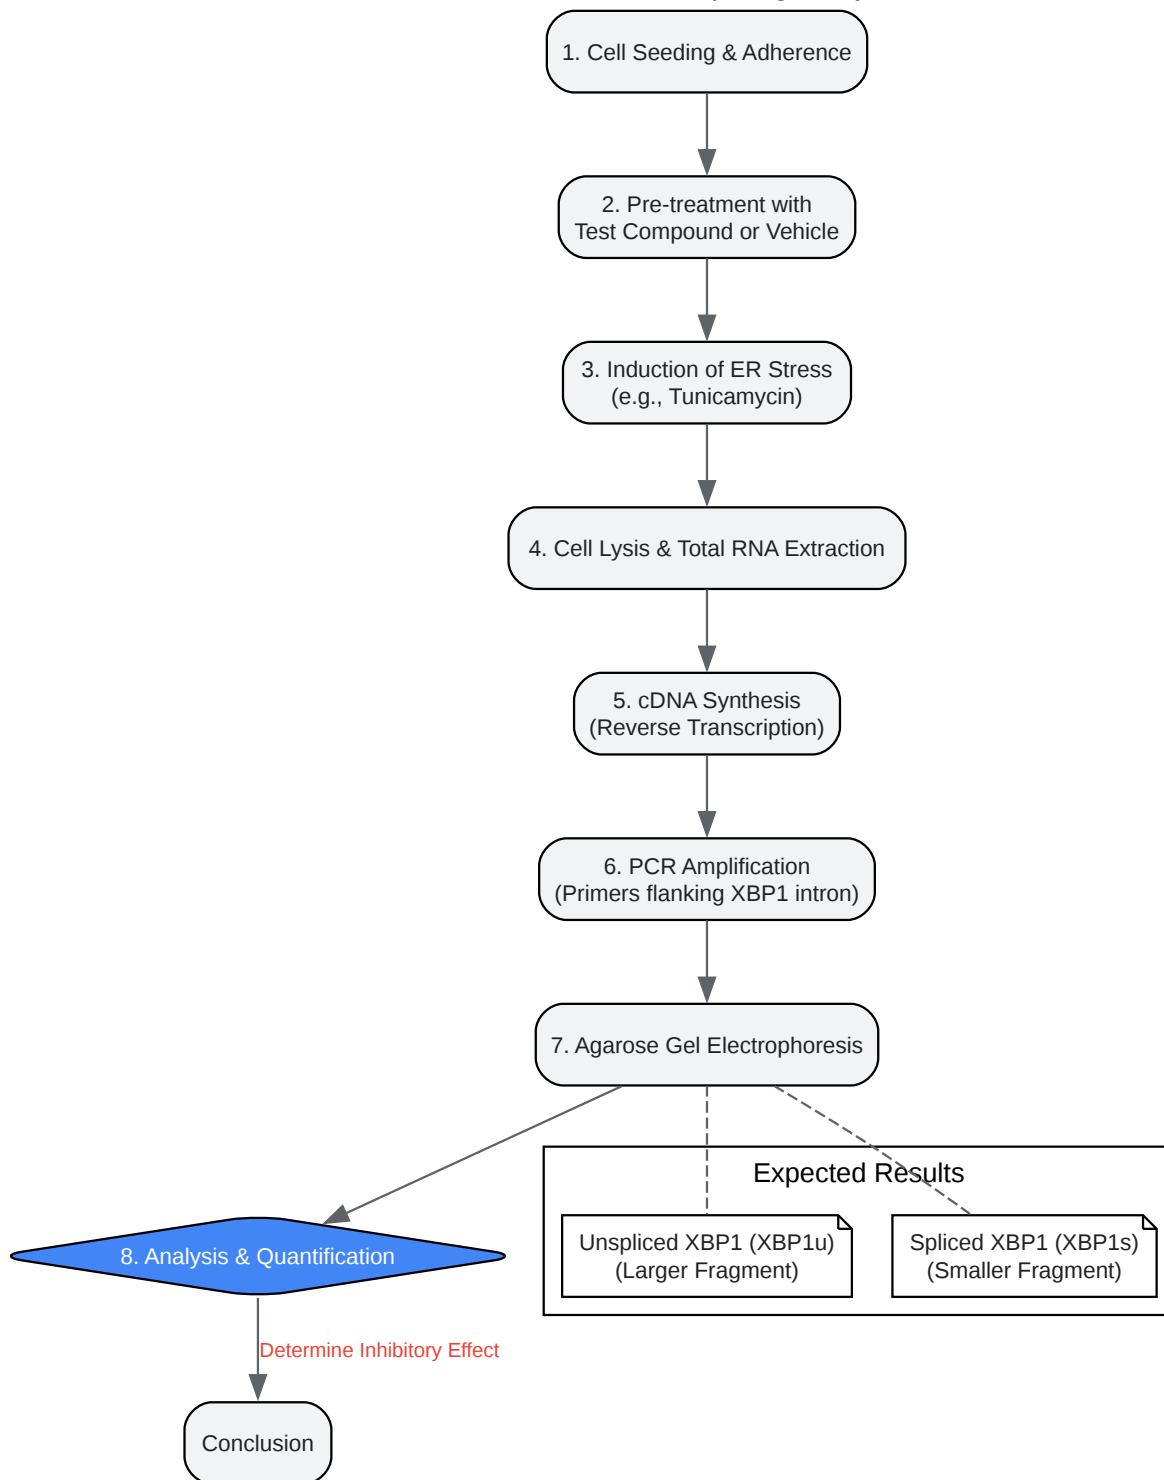 1. Cell Seeding & Adherence
2. Pre-treatment with
Test Compound or Vehicle
3. Induction of ER Stress
(e.g., Tunicamycin)
4. Cell Lysis & Total RNA Extraction
5. cDNA Synthesis
(Reverse Transcription)
6. PCR Amplification
(Primers flanking XBP1 intron)
7. Agarose Gel Electrophoresis
Expected Results
Unspliced XBP1 (XBP1u)
(Larger Fragment)
Spliced XBP1 (XBP1s)
(Smaller Fragment)
8. Analysis & Quantification
Determine Inhibitory Effect
Conclusion